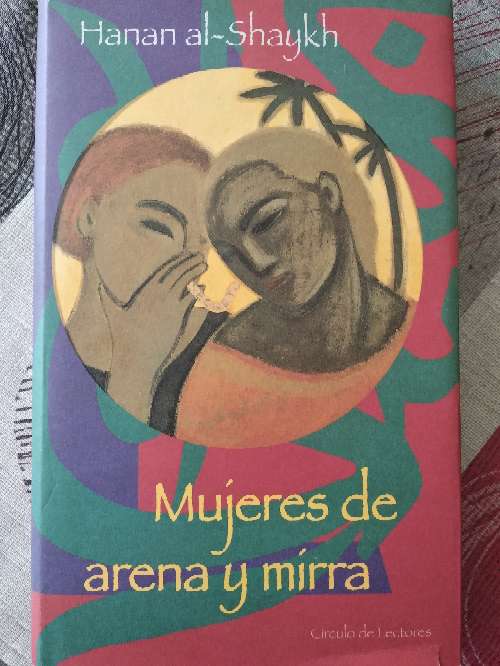 Hanan al-Shaykh
Mujeres de
arena y mirra
Círculo de Lectores